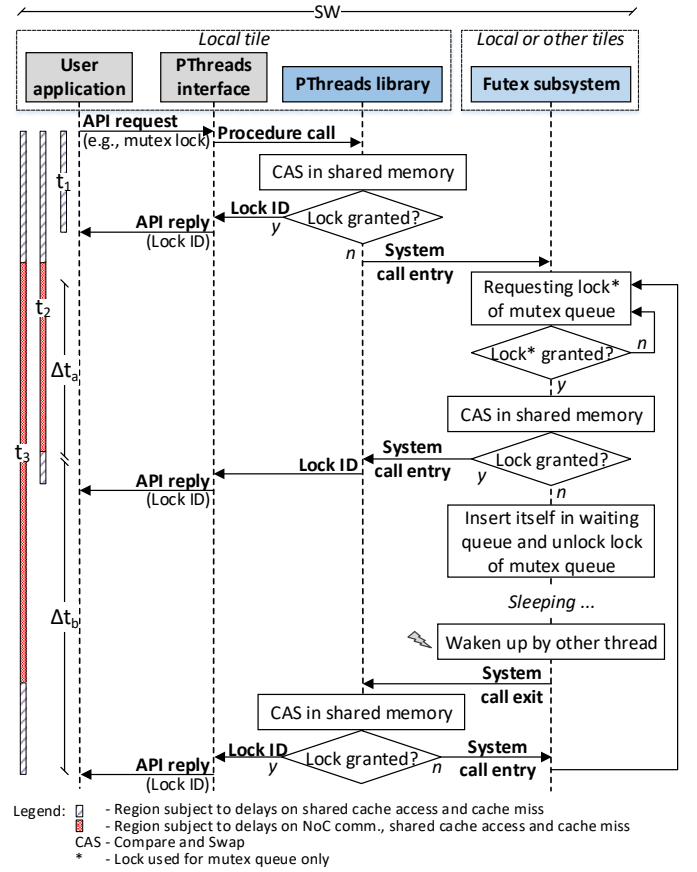 SW
Local tile
Local or other tiles
User
application
PThreads
interface
PThreads library
Futex subsystem
API request
(e.g., mutex lock)
Procedure call
CAS in shared memory
t1
Lock ID
Lock granted?
API reply
y
(Lock ID)
n
System
call entry
Requesting lock*
of mutex queue
t2
n
Lock* granted?
Δta
y
CAS in shared memory
t3
System
Lock ID
call entry
Lock granted?
API reply
y
(Lock ID)
n
Insert itself in waiting
queue and unlock lock
of mutex queue
Sleeping ...
Δtb
Waken up by other thread
System
call exit
CAS in shared memory
Lock ID
Lock granted?
System
API reply
y
n
call entry
(Lock ID)
Legend:
- Region subject to delays on shared cache access and cache miss
- Region subject to delays on NoC comm., shared cache access and cache miss
CAS - Compare and Swap
* - Lock used for mutex queue only